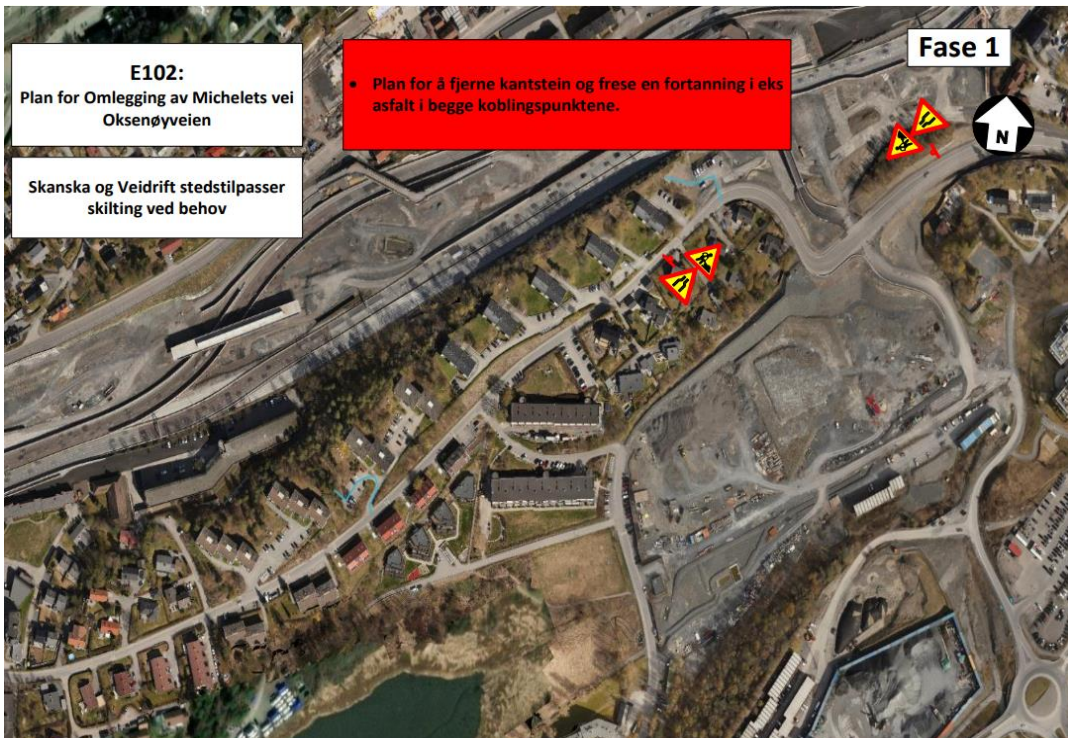 E102:
Plan for Omlegging av Michelets vei
Oksenøyveien
Skanska og Veidrift stedstilpasser
skilting ved behov
• Plan for å fjerne kantstein og frese en fortanning i eks
asfalt i begge koblingspunktene.
Fase 1
N